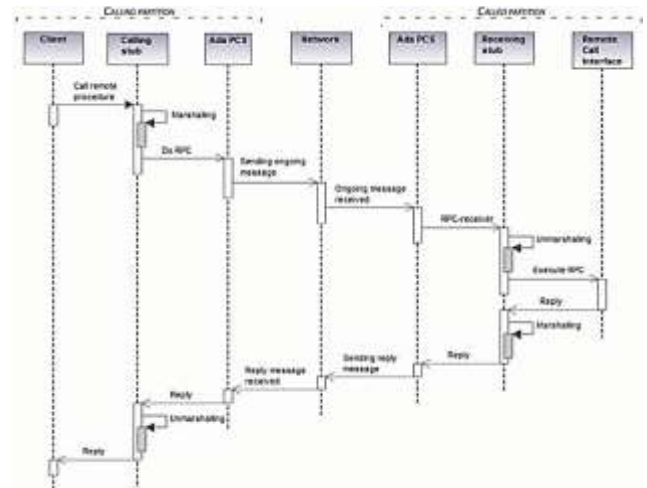 CALLING PARTITION
CALLING PARTITION
Client
Calling
stub
Ada PCS
Network
Ada PCS
Receiving
stub
Remote
Call
Interface
Call remote
procedure
Marshaling
Do RPC
Sending ongoing
message
Ongoing message
received
RPC-receiver
Unmarshaling
Execute RPC
Reply
Marshaling
Reply
Sending reply
message
Reply message
received
Reply
Unmarshaling
Reply